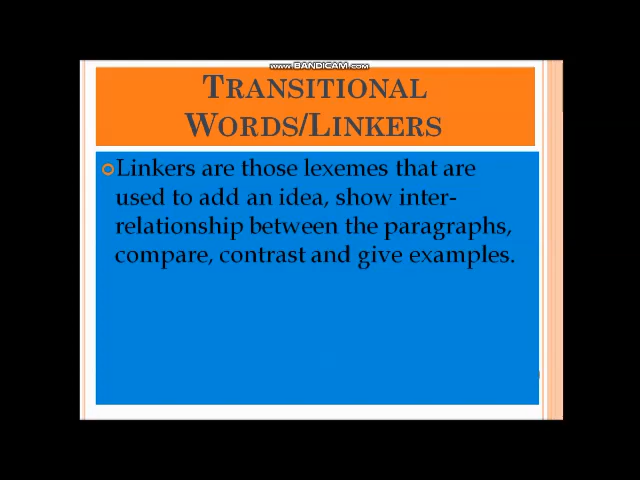 www.BANDICAM.com
TRANSITIONAL
WORDS/LINKERS
Linkers are those lexemes that are
used to add an idea, show inter-
relationship between the paragraphs,
compare, contrast and give examples.